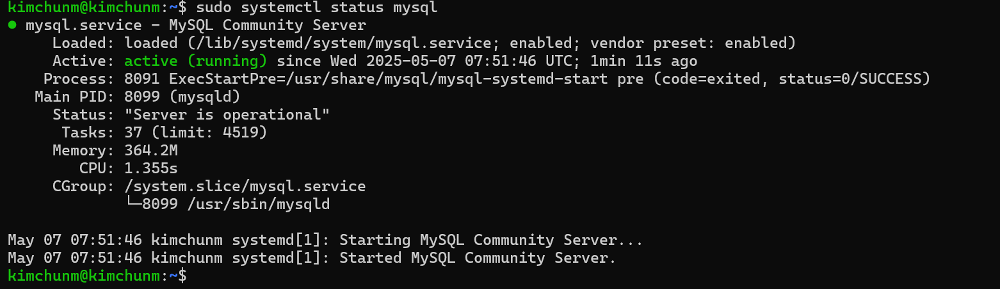 kimchunm@kimchunm:~$ sudo systemctl status mysql
● mysql.service - MySQL Community Server
     Loaded: loaded (/lib/systemd/system/mysql.service; enabled; vendor preset: enabled)
     Active: active (running) since Wed 2025-05-07 07:51:46 UTC; 1min 11s ago
    Process: 8091 ExecStartPre=/usr/share/mysql/mysql-systemd-start pre (code=exited, status=0/SUCCESS)
   Main PID: 8099 (mysqld)
     Status: "Server is operational"
      Tasks: 37 (limit: 4519)
     Memory: 364.2M
        CPU: 1.355s
     CGroup: /system.slice/mysql.service
             └─8099 /usr/sbin/mysqld

May 07 07:51:46 kimchunm systemd[1]: Starting MySQL Community Server...
May 07 07:51:46 kimchunm systemd[1]: Started MySQL Community Server.
kimchunm@kimchunm:~$